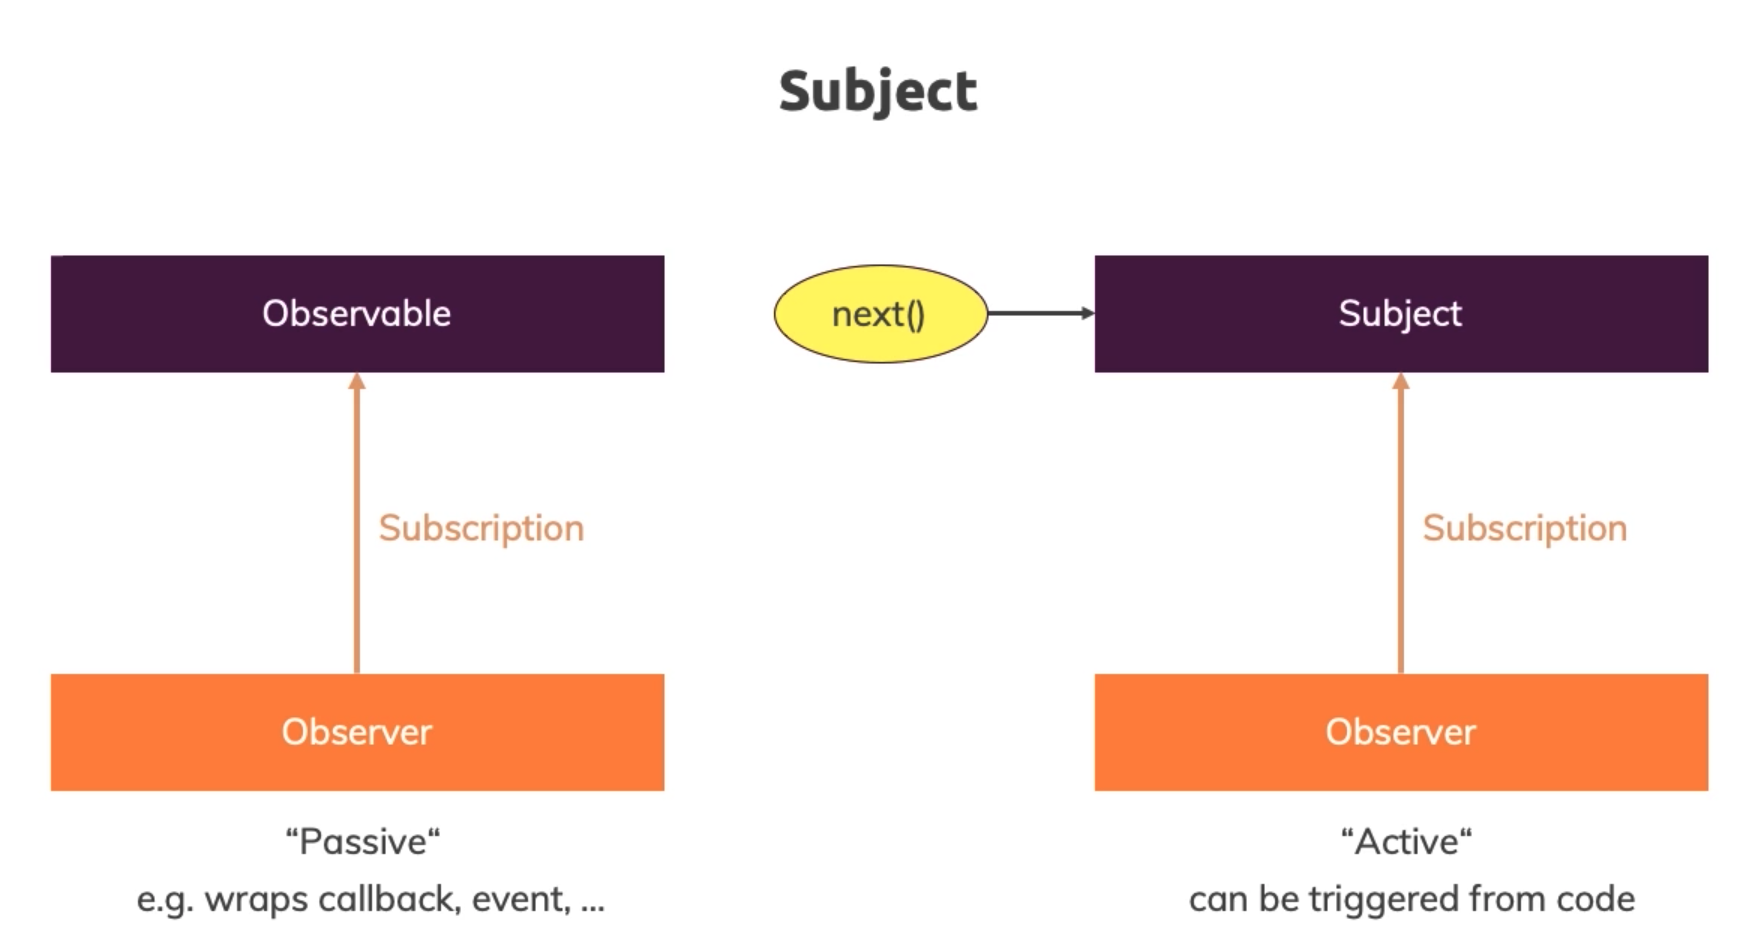 Subject
Observable
next()
Subject
Subscription
Subscription
Observer
Observer
“Passive“
“Active“
e.g. wraps callback, event, ...
can be triggered from code